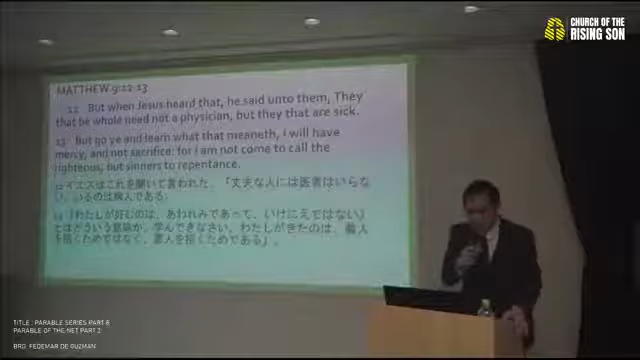 CHURCH OF THE
RISING SON
MATTHEW 9:12-13
12 But when Jesus heard that, he said unto them, They
that be whole need not a physician, but they that are sick.
13 But go ye and learn what that meaneth, I will have
mercy, and not sacrifice: for I am not come to call the
righteous, but sinners to repentance.
12 イエスはこれを聞いて言われた、「丈夫な人には医者はいらな
い、いるのは病人である。
13 『わたしが好むのは、あわれみであって、いけにえではない』
とはどういう意味か、学んできなさい。わたしがきたのは、義人
を招くためではなく、罪人を招くためである」。
TITLE : PARABLE SERIES PART 8
PARABLE OF THE NET PART 2
BRO. FEDEMAR DE GUZMAN